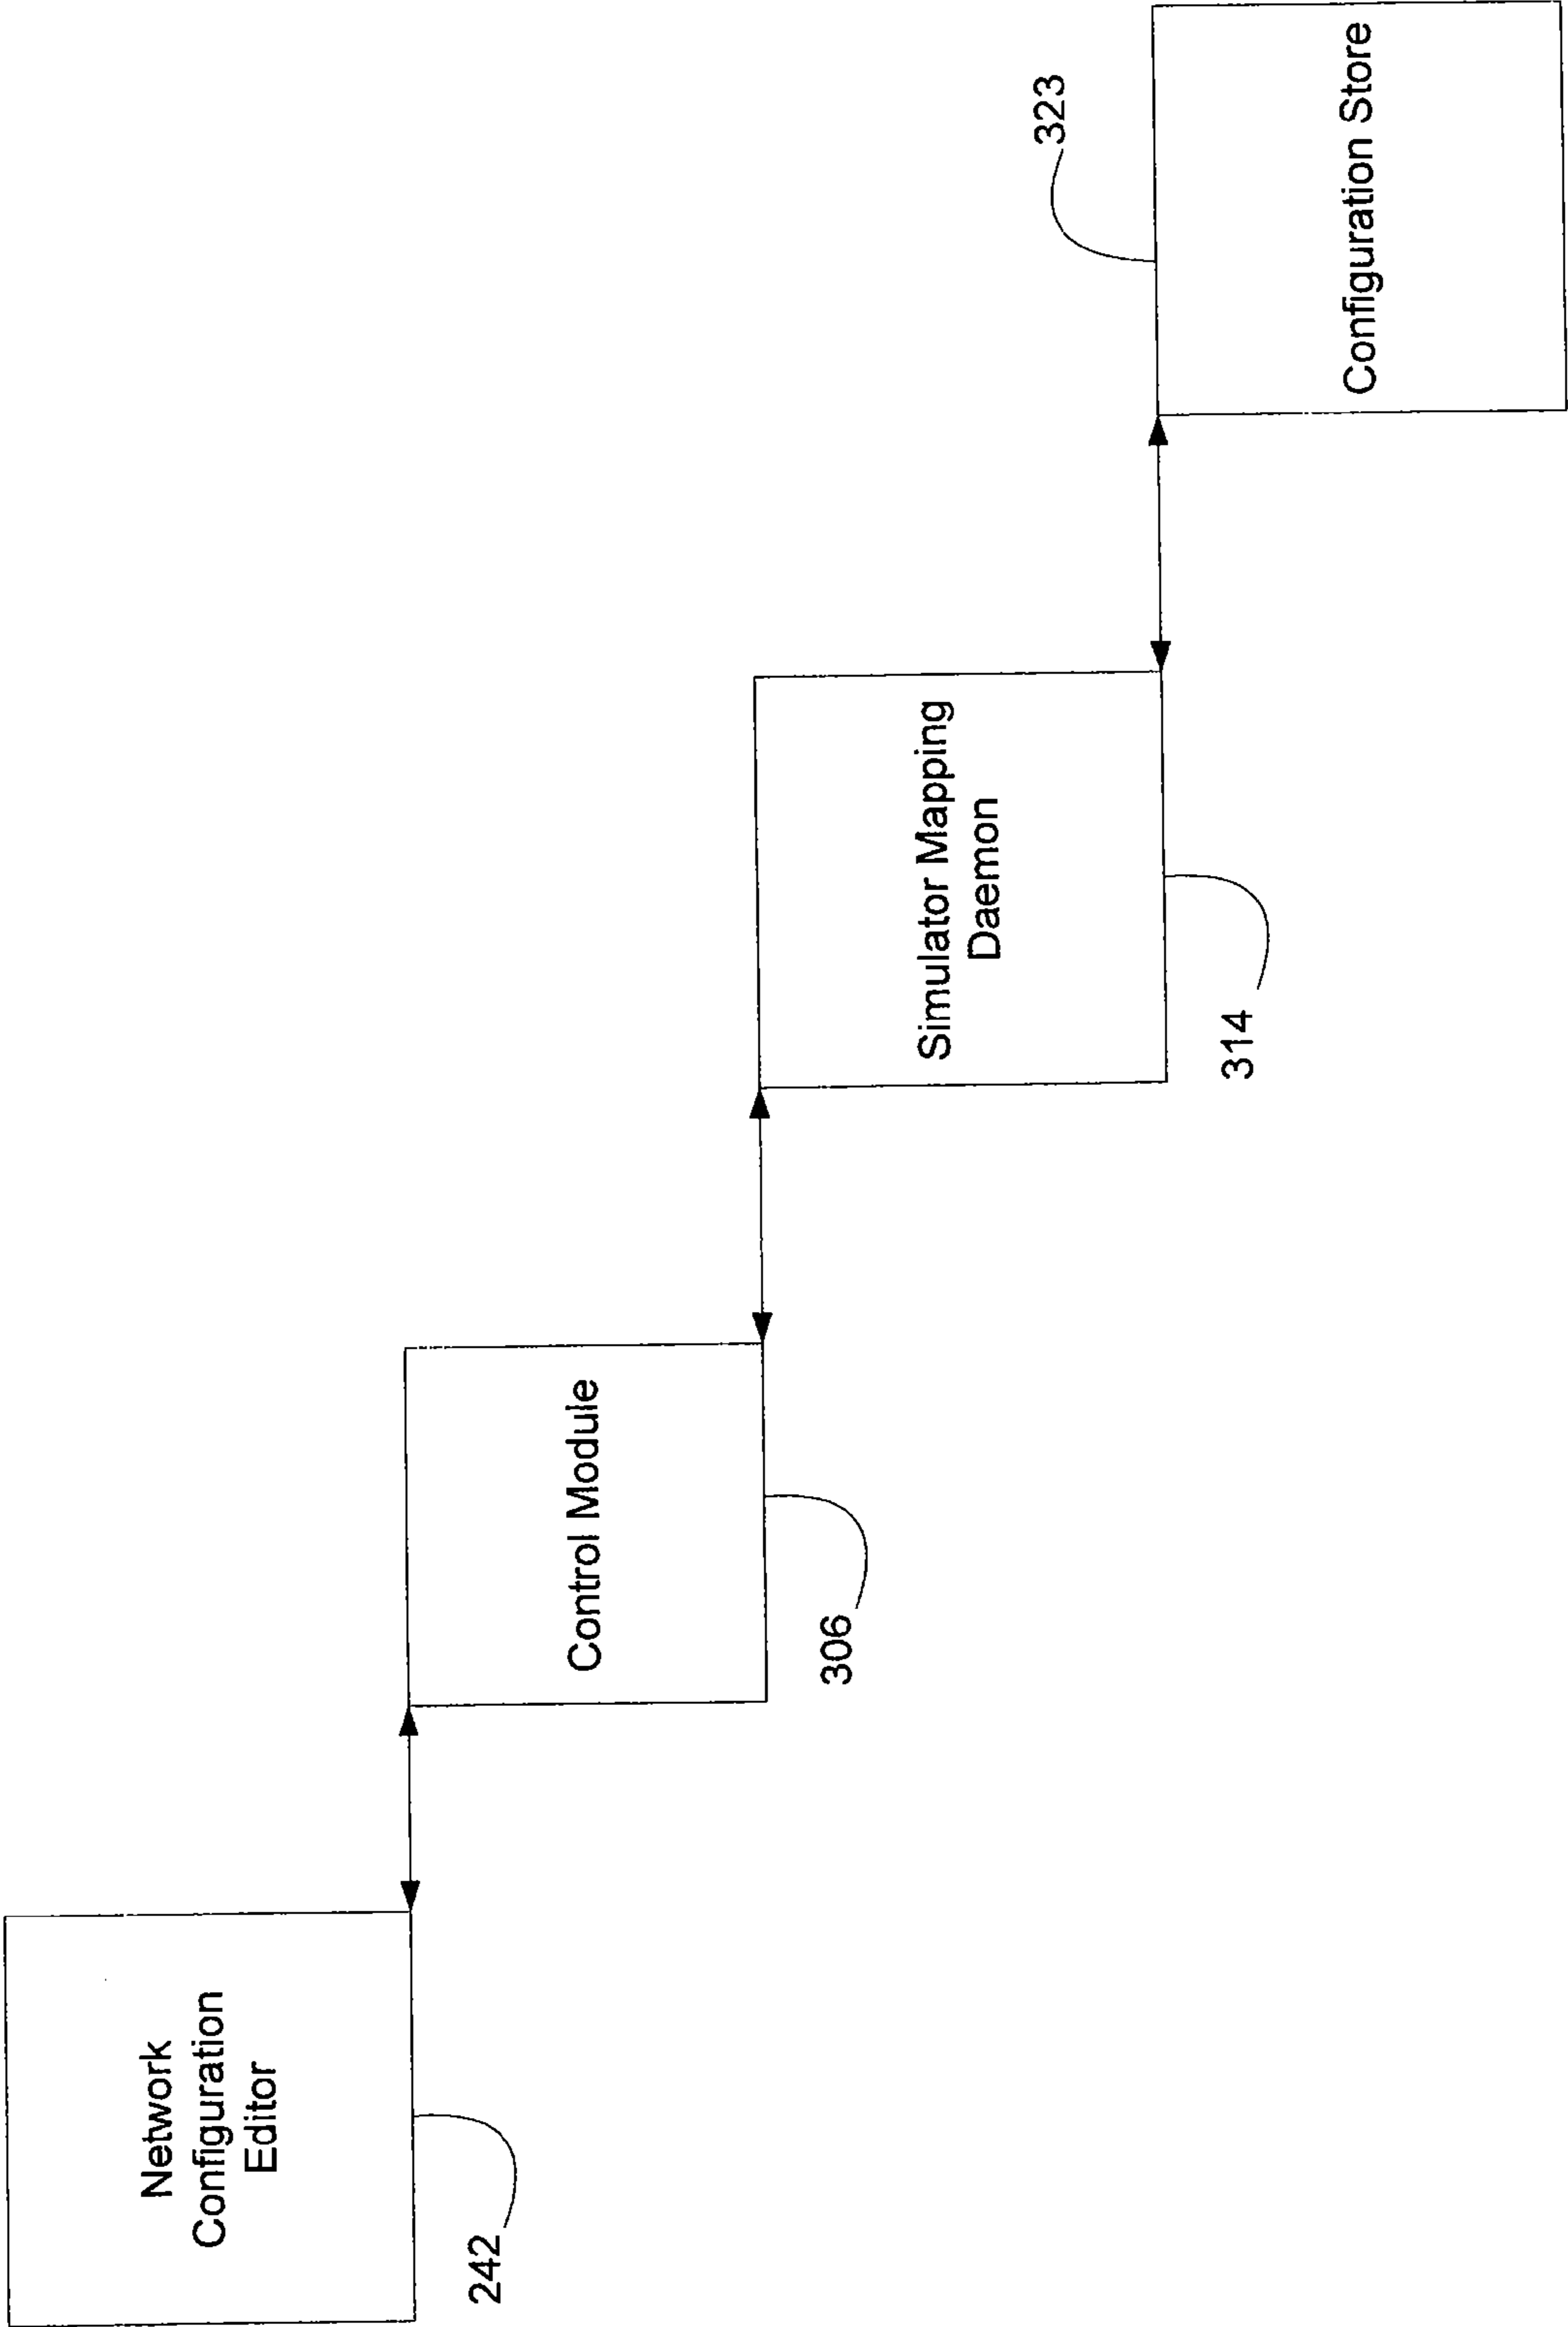 Network
Configuration
Editor
242
Control Module
306
Simulator Mapping
Daemon
314
323
Configuration Store